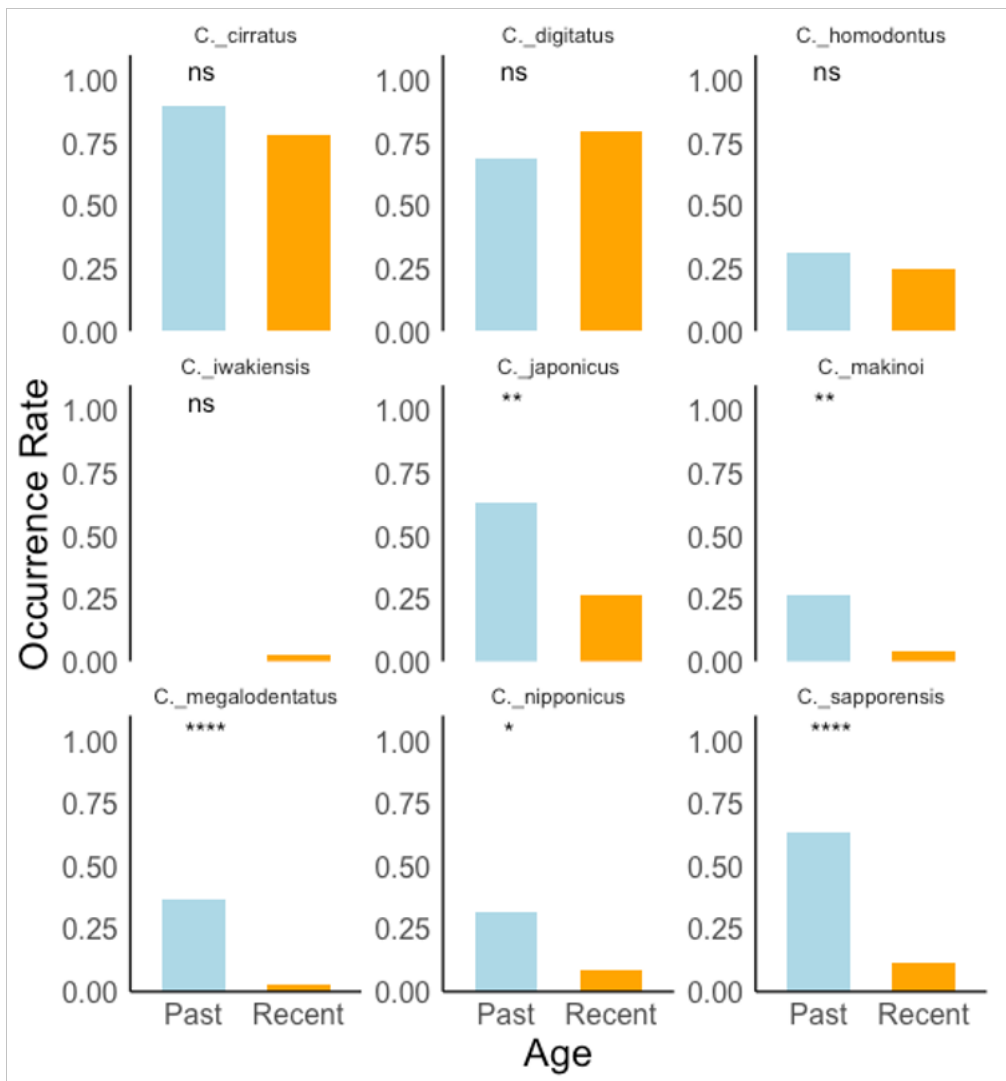 C._cirratus
ns
1.00
0.75
0.50
0.25
0.00
C._digitatus
ns
1.00
0.75
0.50
0.25
0.00
C._homodontus
ns
1.00
0.75
0.50
0.25
0.00
Occurrence Rate
C._iwakiensis
ns
1.00
0.75
0.50
0.25
0.00
C._japonicus
**
1.00
0.75
0.50
0.25
0.00
C._makinoi
**
1.00
0.75
0.50
0.25
0.00
C._megalodentatus
****
1.00
0.75
0.50
0.25
0.00
Past Recent
C._nipponicus
*
1.00
0.75
0.50
0.25
0.00
Past Recent
C._sapporensis
****
1.00
0.75
0.50
0.25
0.00
Past Recent
Age